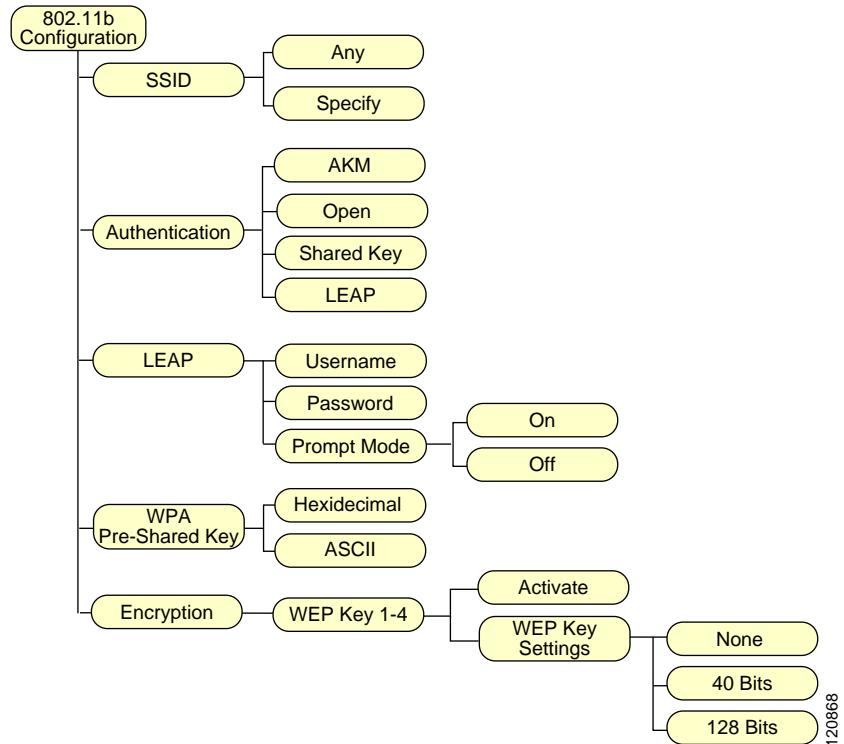 802.11b
Configuration
SSID
Any
Specify
Authentication
AKM
Open
Shared Key
LEAP
LEAP
Username
Password
Prompt Mode
On
Off
WPA
Pre-Shared Key
Hexidecimal
ASCII
Encryption
WEP Key 1-4
Activate
WEP Key
Settings
None
40 Bits
128 Bits
120868